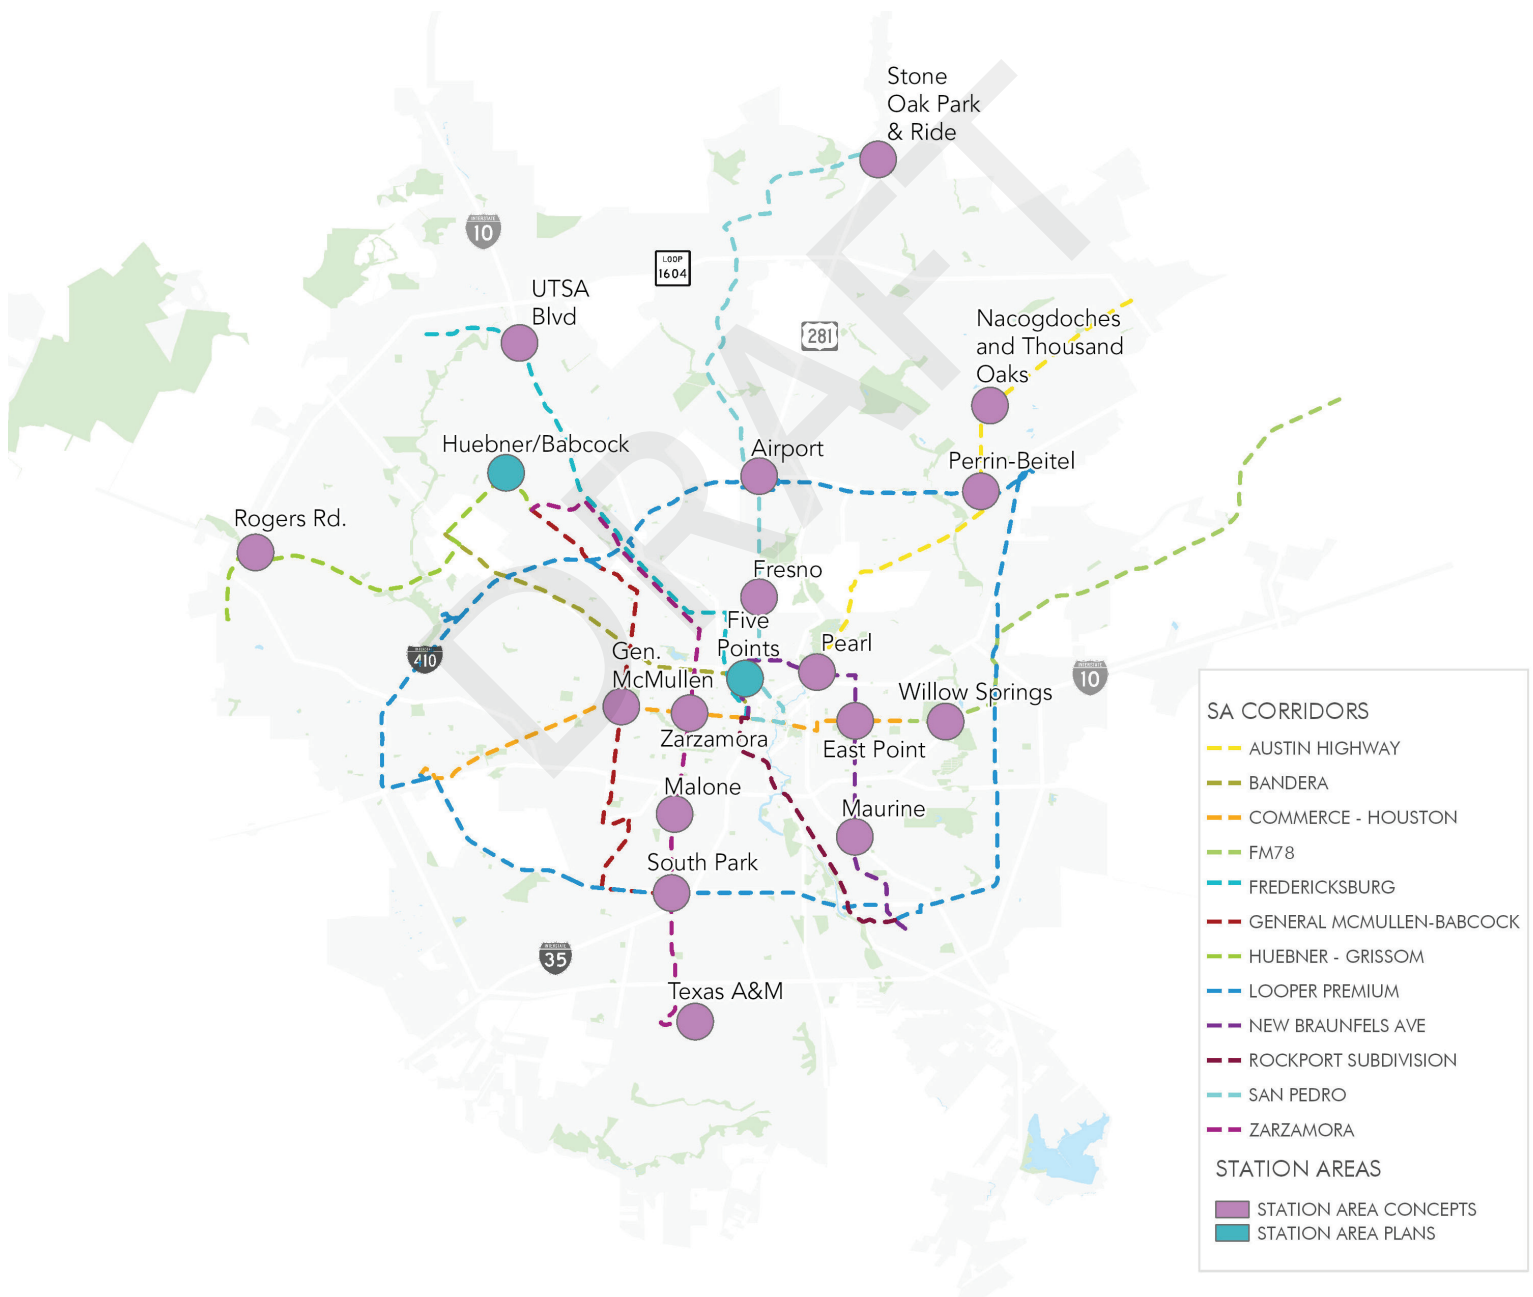 Stone
Oak Park
& Ride
INTERSTATE
10
LOOP
1604
UTSA
Blvd
281
Nacogdoches
and Thousand
Oaks
Huebner/Babcock
Airport
Perrin-Beitel
Rogers Rd.
Fresno
Five
Points
Pearl
Gen.
McMullen
410
Willow Springs
10
Zarzamora
East Point
Malone
Maurine
South Park
35
Texas A&M
DRAFT
SA CORRIDORS
AUSTIN HIGHWAY
BANDERA
COMMERCE - HOUSTON
FM78
FREDERICKSBURG
GENERAL MCMULLEN-BABCOCK
HUEBNER - GRISSOM
LOOPER PREMIUM
NEW BRAUNFELS AVE
ROCKPORT SUBDIVISION
SAN PEDRO
ZARZAMORA
STATION AREAS
STATION AREA CONCEPTS
STATION AREA PLANS